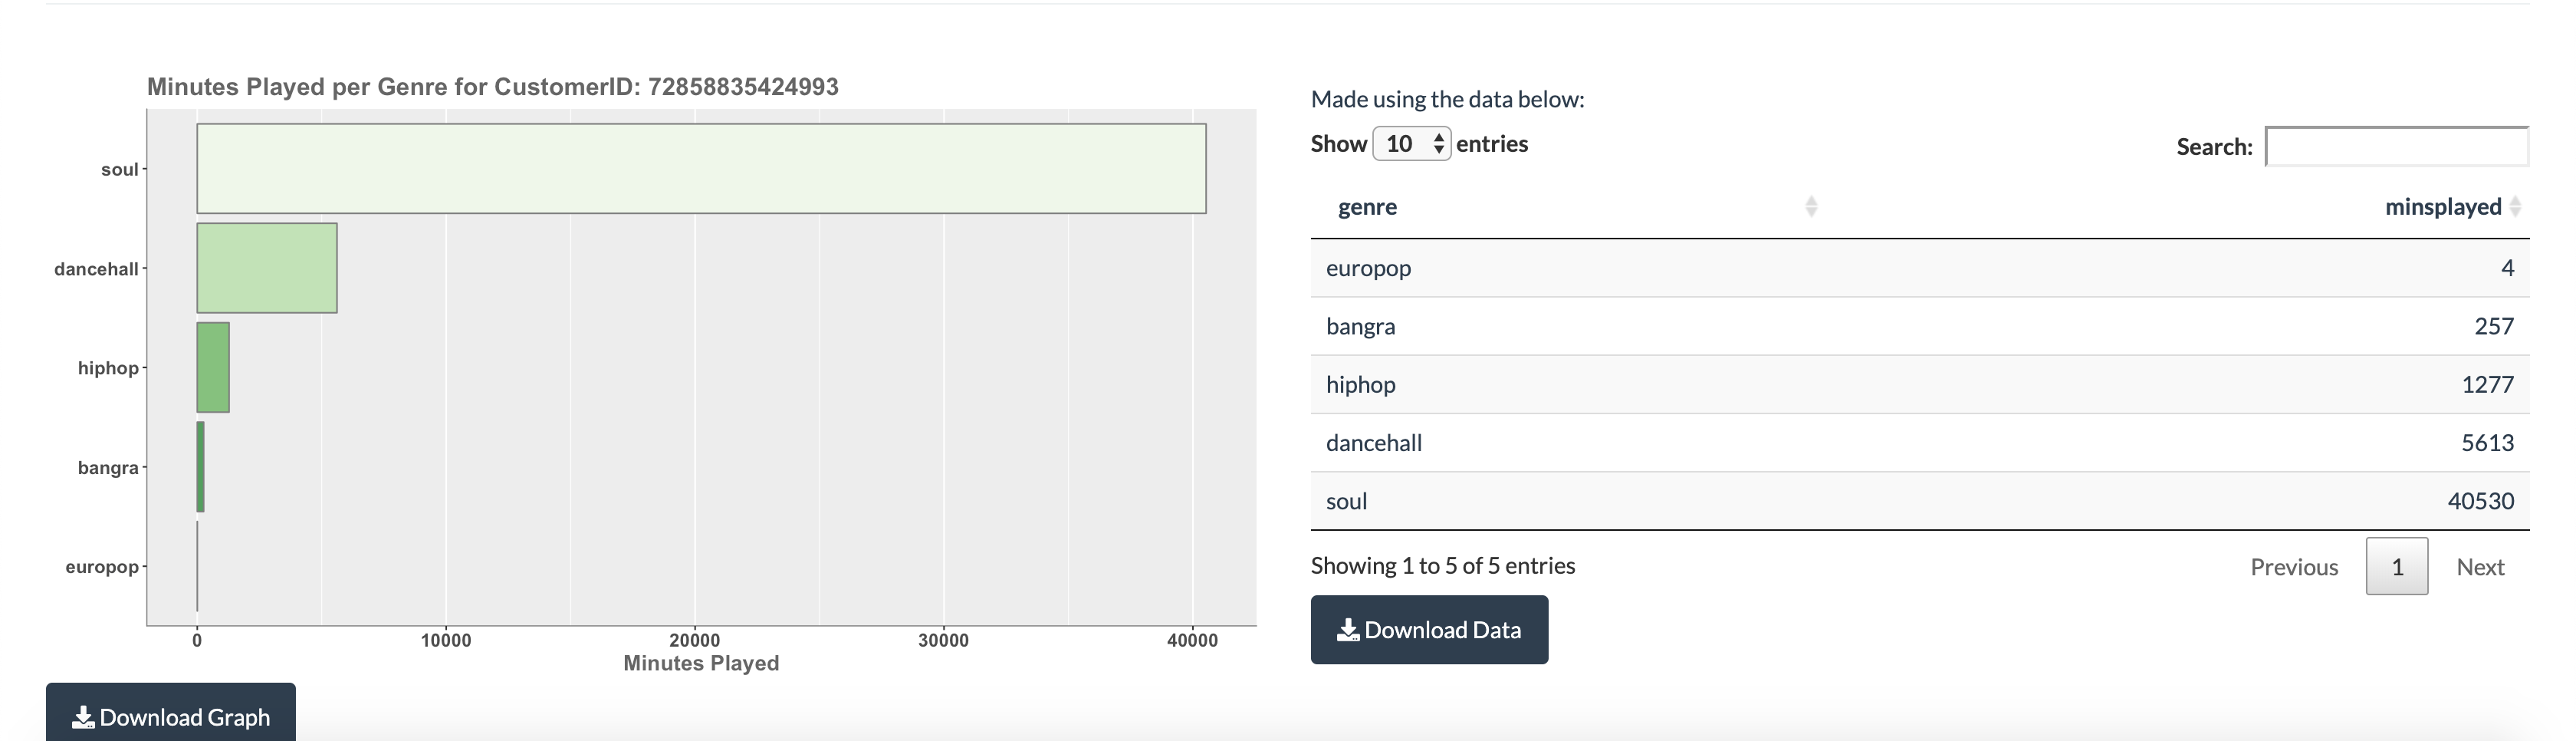 Minutes Played per Genre for CustomerID: 72858835424993
soul
dancehall
hiphop
bangra
europop
0 10000 20000 30000 40000
Minutes Played
Download Graph
Made using the data below:
Show 10 entries Search:
genre minsplayed
europop 4
bangra 257
hiphop 1277
dancehall 5613
soul 40530
Showing 1 to 5 of 5 entries Previous 1 Next
Download Data